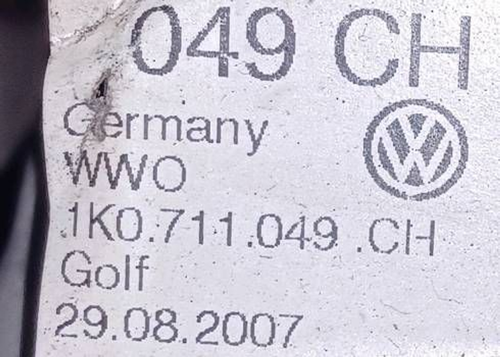 049 CH
Germany
WWO
1K0.711.049 .CH
Golf
29.08.2007